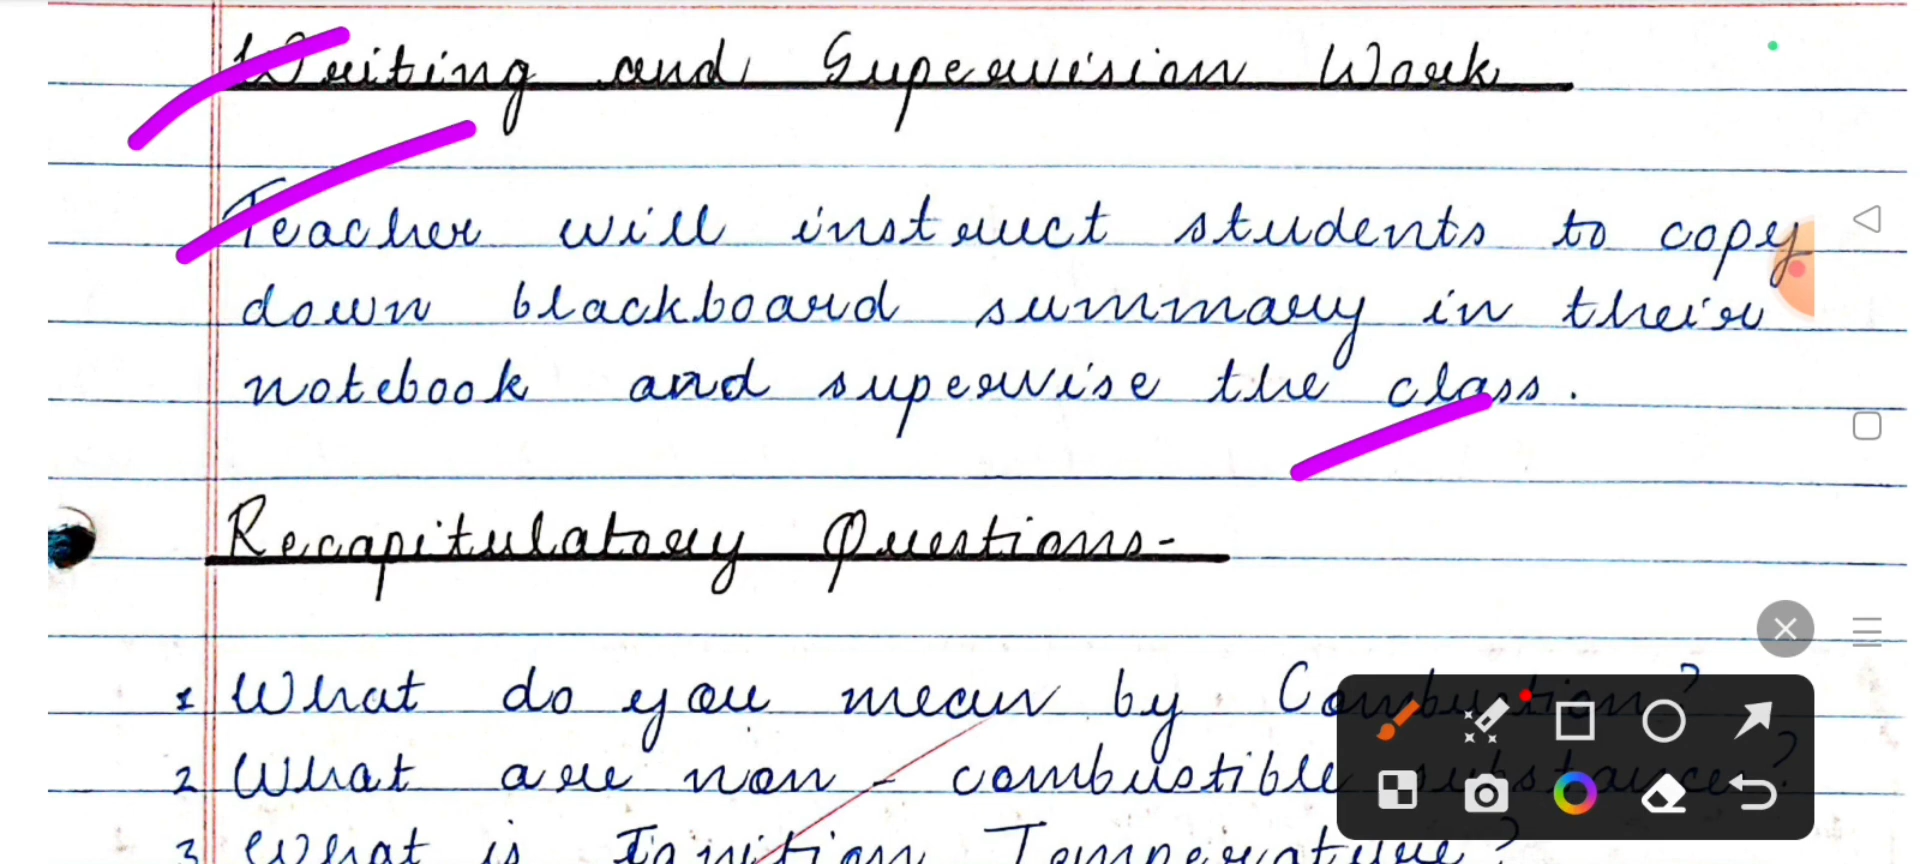 Writing and Supervision Work
Teacher will instruct students to copy
down blackboard summary in their
notebook and supervise the class.
Recapitulatory Questions-
1 What do you mean by Combustion?
2 What are non - combustible substance?
3 What is Ignition Temperature?